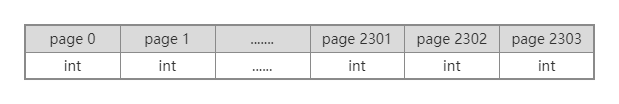 page 0 page 1 ....... page 2301 page 2302 page 2303
int int ...... int int int